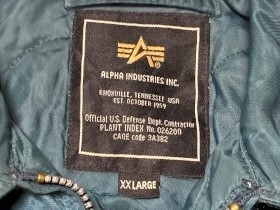 ALPHA INDUSTRIES INC.
KNOXVILLE, TENNESSEE USA
EST. OCTOBER 1959
Official U.S. Defense Dept. Contractor
PLANT INDEX No. 026200
CAGE code 3A382
XX LARGE